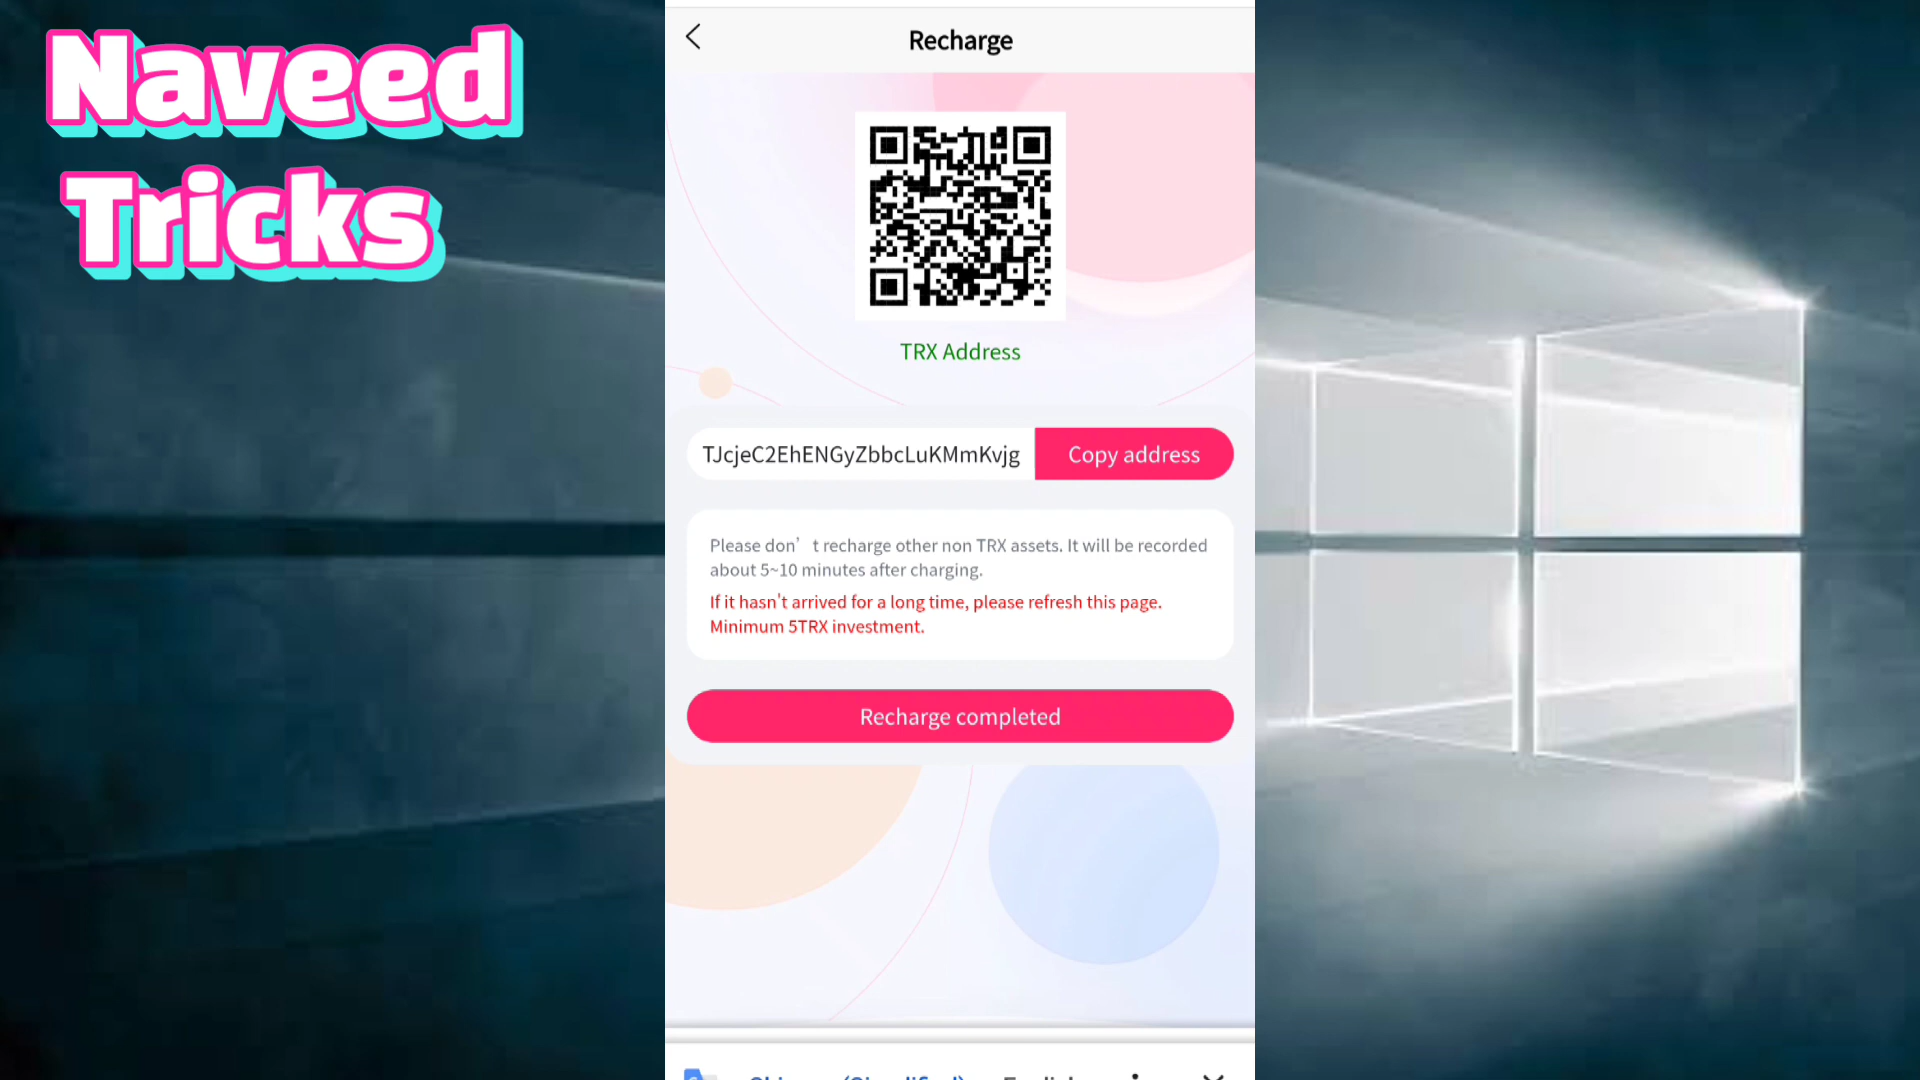 Naveed
Tricks
Recharge
TRX Address
TJcjeC2EhENGyZbbcLuKMmKvjg
Copy address
Please don’t recharge other non TRX assets. It will be recorded
about 5~10 minutes after charging.
If it hasn't arrived for a long time, please refresh this page.
Minimum 5TRX investment.
Recharge completed